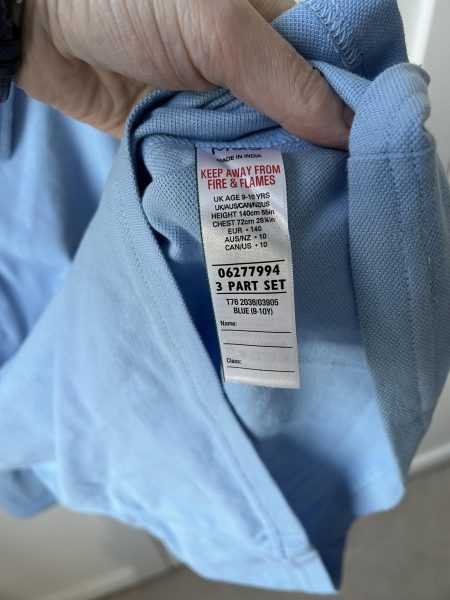 MADE IN INDIA
KEEP AWAY FROM
FIRE & FLAMES
UK AGE 9-10 YRS
UK/AUS/CAN/NZ/US
HEIGHT 140cm 55in
CHEST 72cm 28¼in
EUR • 140
AUS/NZ • 10
CAN/US • 10
06277994
3 PART SET
T76 2036/03905
BLUE (9-10Y)
Name:
Class: